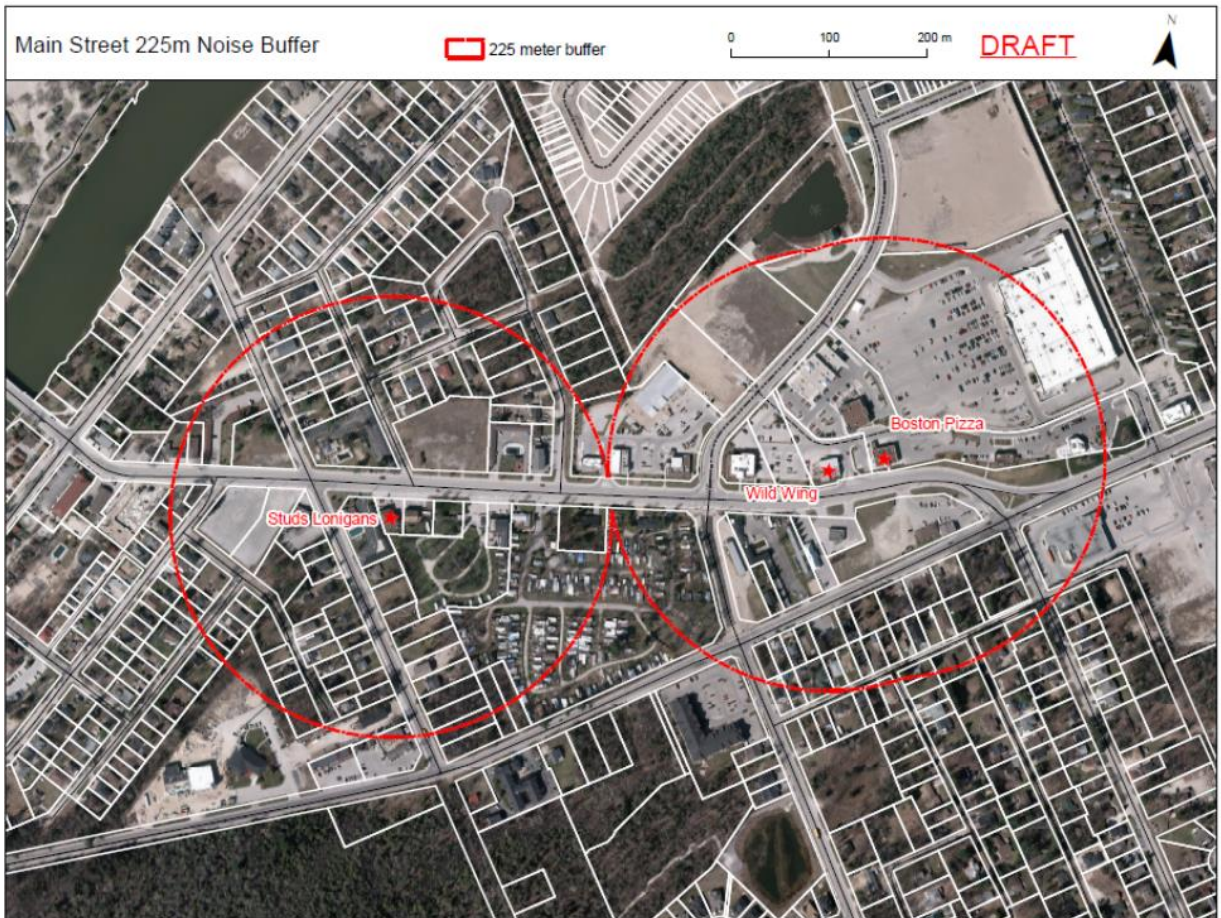 Main Street 225m Noise Buffer
225 meter buffer
0 100 200 m
DRAFT
N
Boston Pizza
Wild Wing
Studs Lonigans